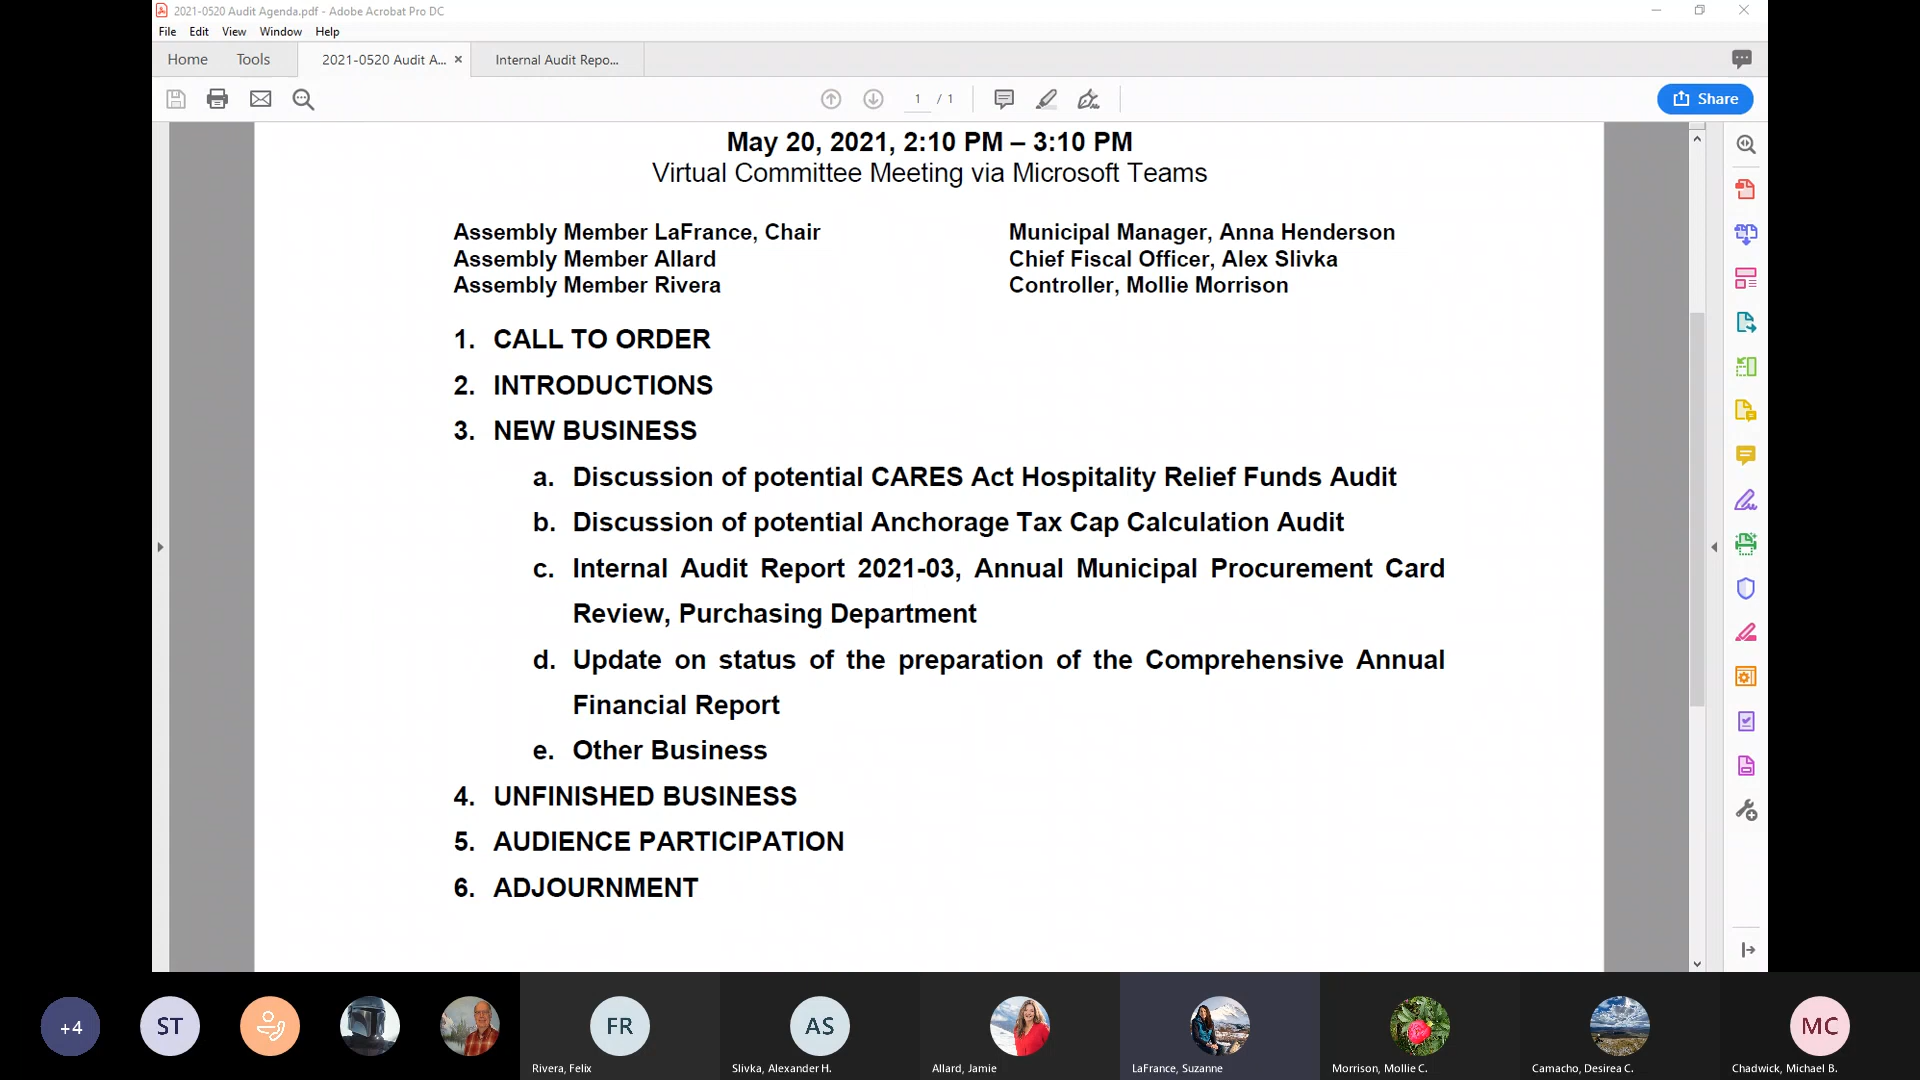 2021-0520 Audit Agenda.pdf - Adobe Acrobat Pro DC
File Edit View Window Help
Home Tools 2021-0520 Audit A... × Internal Audit Repo...
1 / 1 Share
May 20, 2021, 2:10 PM – 3:10 PM
Virtual Committee Meeting via Microsoft Teams
Assembly Member LaFrance, Chair Municipal Manager, Anna Henderson
Assembly Member Allard Chief Fiscal Officer, Alex Slivka
Assembly Member Rivera Controller, Mollie Morrison
1. CALL TO ORDER
2. INTRODUCTIONS
3. NEW BUSINESS
a. Discussion of potential CARES Act Hospitality Relief Funds Audit
b. Discussion of potential Anchorage Tax Cap Calculation Audit
c. Internal Audit Report 2021-03, Annual Municipal Procurement Card
Review, Purchasing Department
d. Update on status of the preparation of the Comprehensive Annual
Financial Report
e. Other Business
4. UNFINISHED BUSINESS
5. AUDIENCE PARTICIPATION
6. ADJOURNMENT
+4 ST FR AS MC
Rivera, Felix Slivka, Alexander H. Allard, Jamie LaFrance, Suzanne Morrison, Mollie C. Camacho, Desirea C. Chadwick, Michael B.